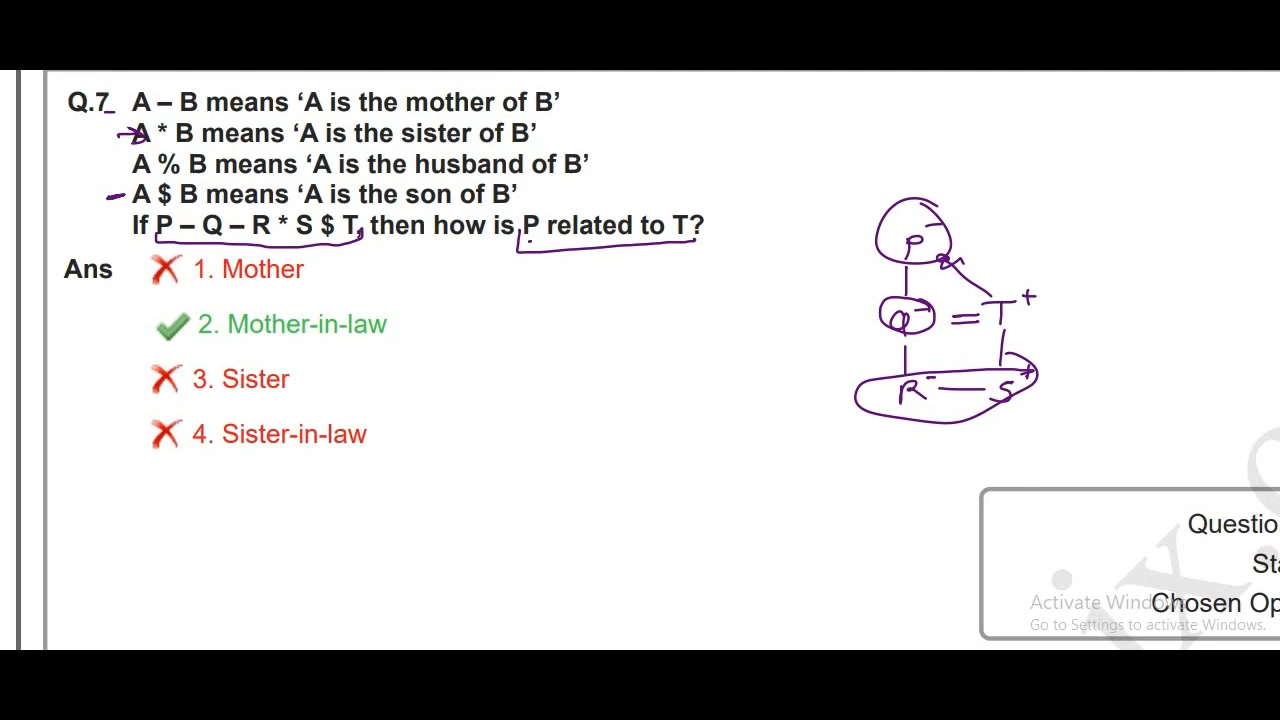 Q.7 A – B means ‘A is the mother of B’
A * B means ‘A is the sister of B’
A % B means ‘A is the husband of B’
A $ B means ‘A is the son of B’
If P – Q – R * S $ T, then how is P related to T?
Ans 1. Mother
2. Mother-in-law
3. Sister
4. Sister-in-law
P –
Q – = T +
R – — S +
Questio
Sta
Chosen Op
Activate Windows
Go to Settings to activate Windows.
ix.